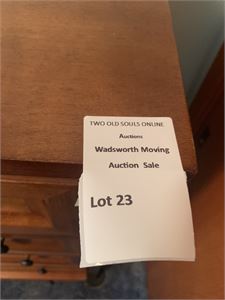 TWO OLD SOULS ONLINE
Auctions
Wadsworth Moving
Auction Sale
Lot 23